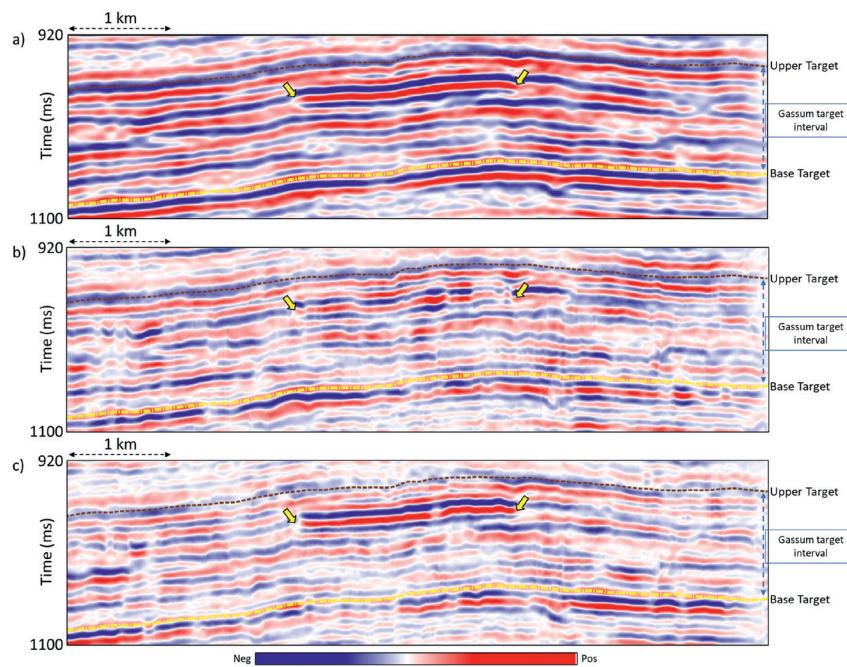 1 km
a)
920
Upper Target
Time (ms)
Gassum target
interval
Base Target
1100
1 km
b)
920
Upper Target
Time (ms)
Gassum target
interval
Base Target
1100
1 km
c)
920
Upper Target
Time (ms)
Gassum target
interval
Base Target
1100
Neg
Pos